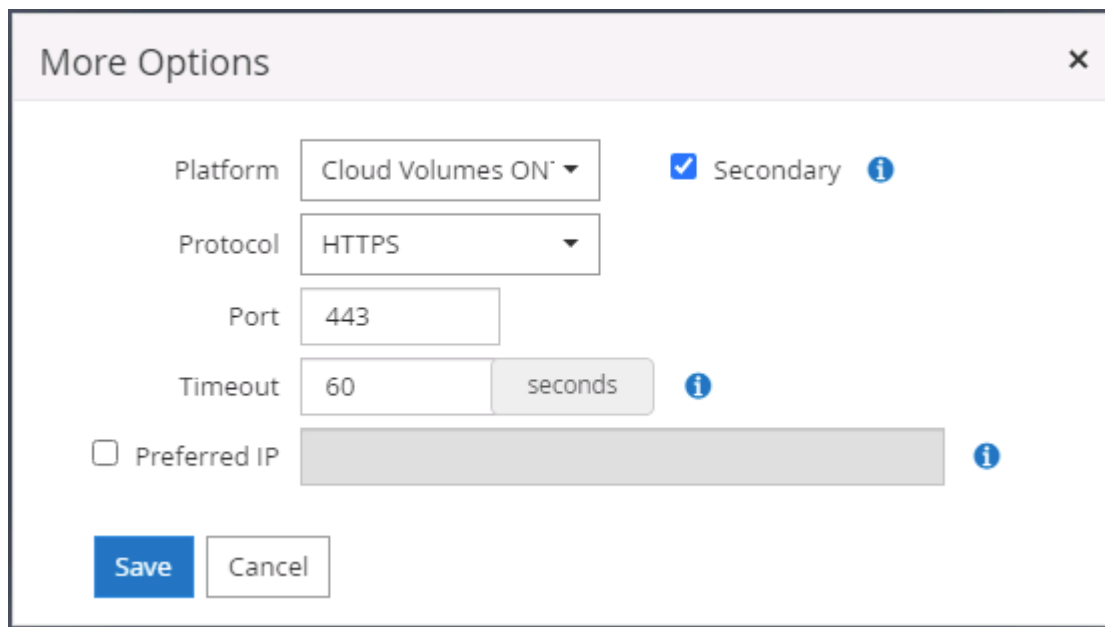 More Options ×
Platform Cloud Volumes ON Secondary
Protocol HTTPS
Port 443
Timeout 60 seconds
Preferred IP
Save Cancel